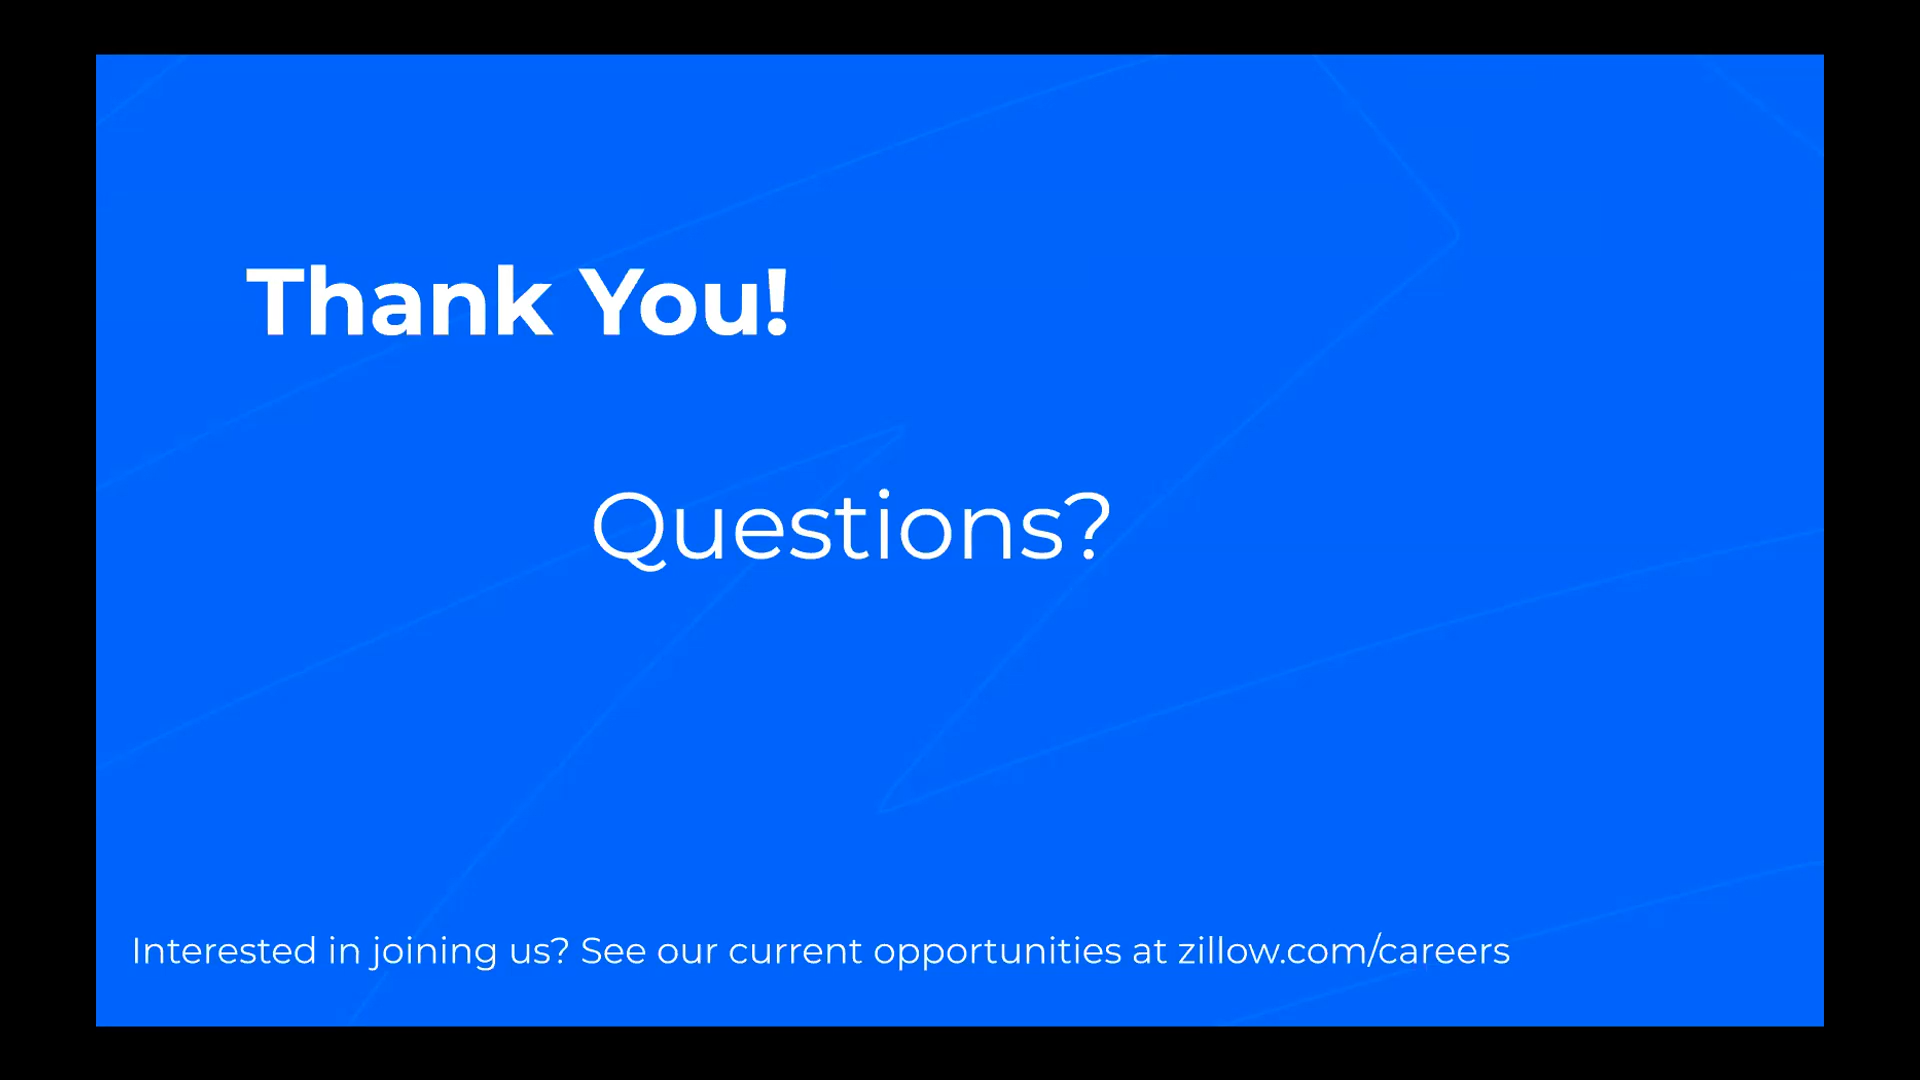 Thank You!
Questions?
Interested in joining us? See our current opportunities at zillow.com/careers